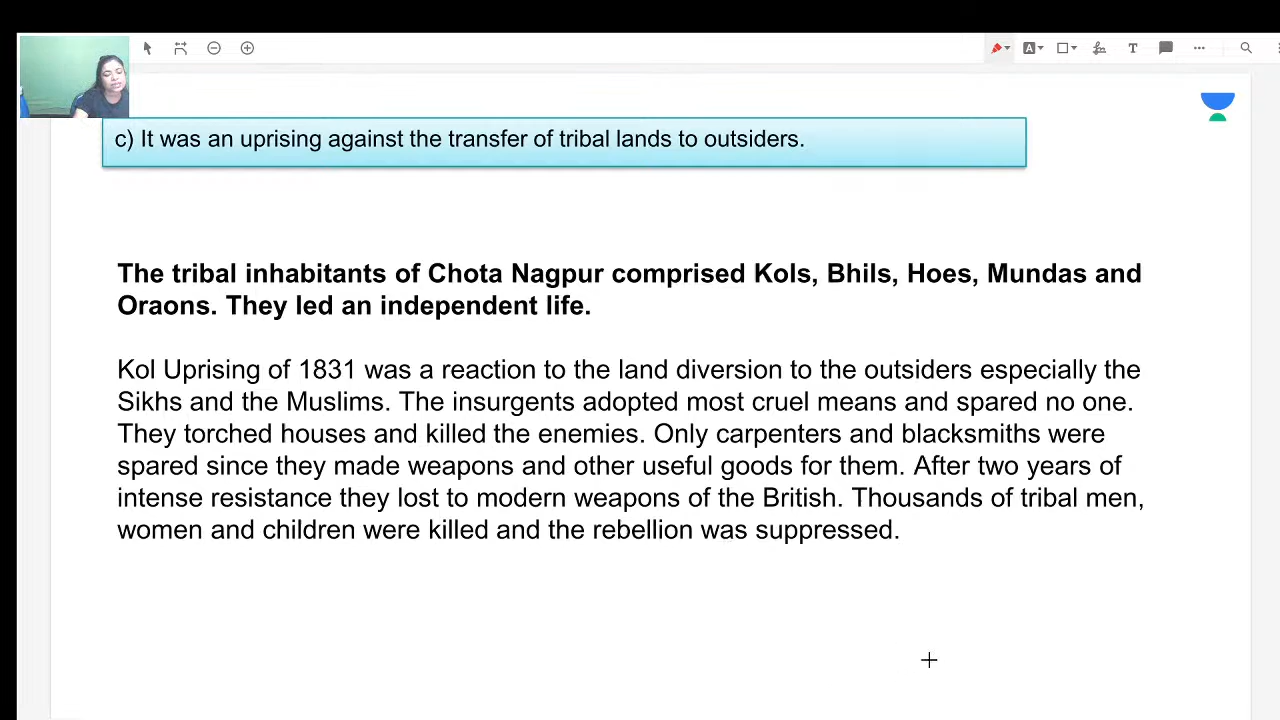 c) It was an uprising against the transfer of tribal lands to outsiders.
The tribal inhabitants of Chota Nagpur comprised Kols, Bhils, Hoes, Mundas and
Oraons. They led an independent life.
Kol Uprising of 1831 was a reaction to the land diversion to the outsiders especially the
Sikhs and the Muslims. The insurgents adopted most cruel means and spared no one.
They torched houses and killed the enemies. Only carpenters and blacksmiths were
spared since they made weapons and other useful goods for them. After two years of
intense resistance they lost to modern weapons of the British. Thousands of tribal men,
women and children were killed and the rebellion was suppressed.